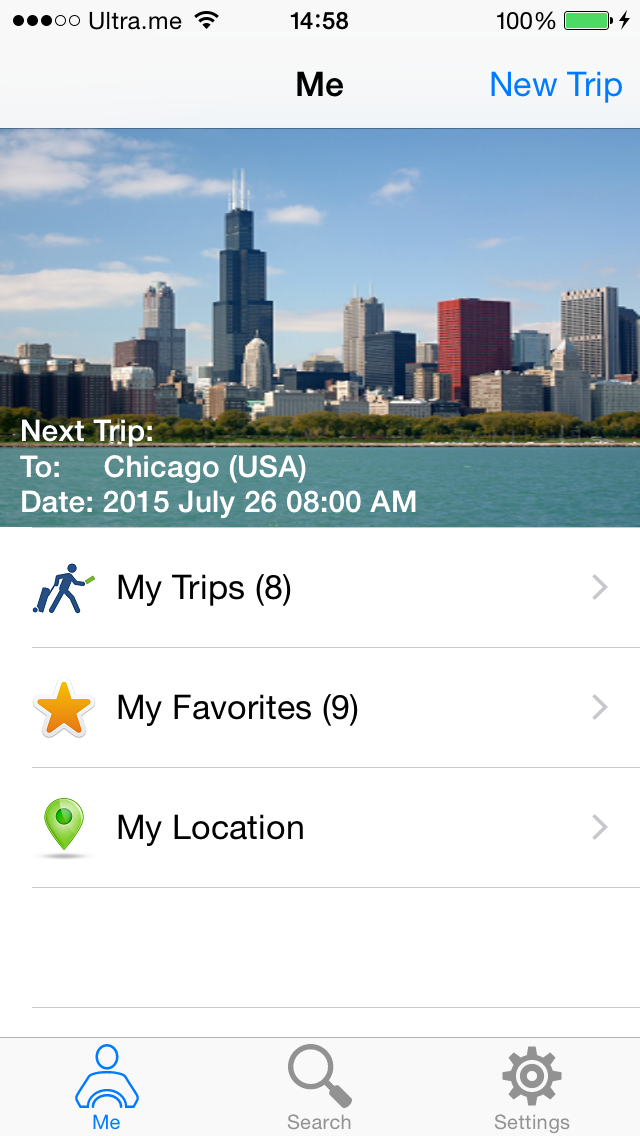 Ultra.me 14:58 100%
Me New Trip
Next Trip:
To: Chicago (USA)
Date: 2015 July 26 08:00 AM
My Trips (8)
My Favorites (9)
My Location
Me Search Settings